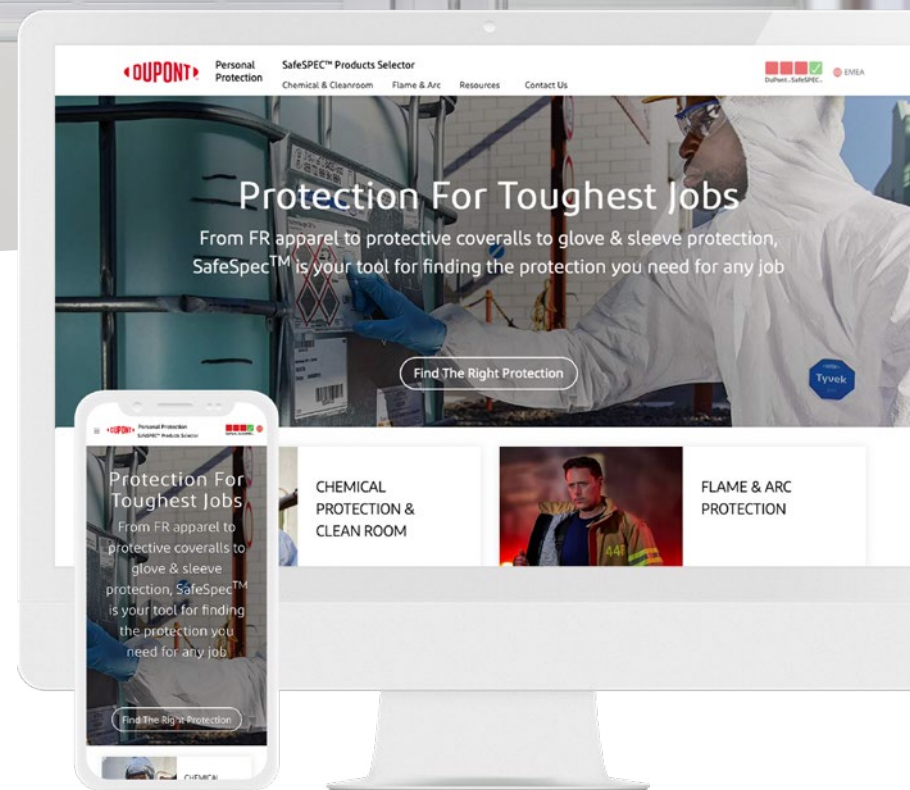 DUPONT
Personal
Protection
SafeSPEC™ Products Selector
Chemical & Cleanroom Flame & Arc Resources Contact Us
DuPont.. SafeSPEC..
EMEA
Protection For Toughest Jobs
From FR apparel to protective coveralls to glove & sleeve protection,
SafeSpec™ is your tool for finding the protection you need for any job
Find The Right Protection
Tyvek
CHEMICAL
PROTECTION &
CLEAN ROOM
441
FLAME & ARC
PROTECTION
DUPONT
Personal Protection
SafeSPEC™ Products Selector
Protection For
Toughest Jobs
From FR apparel to
protective coveralls to
glove & sleeve
protection, SafeSpec™
is your tool for finding
the protection you
need for any job
Find The Right Protection
CHEMICAL